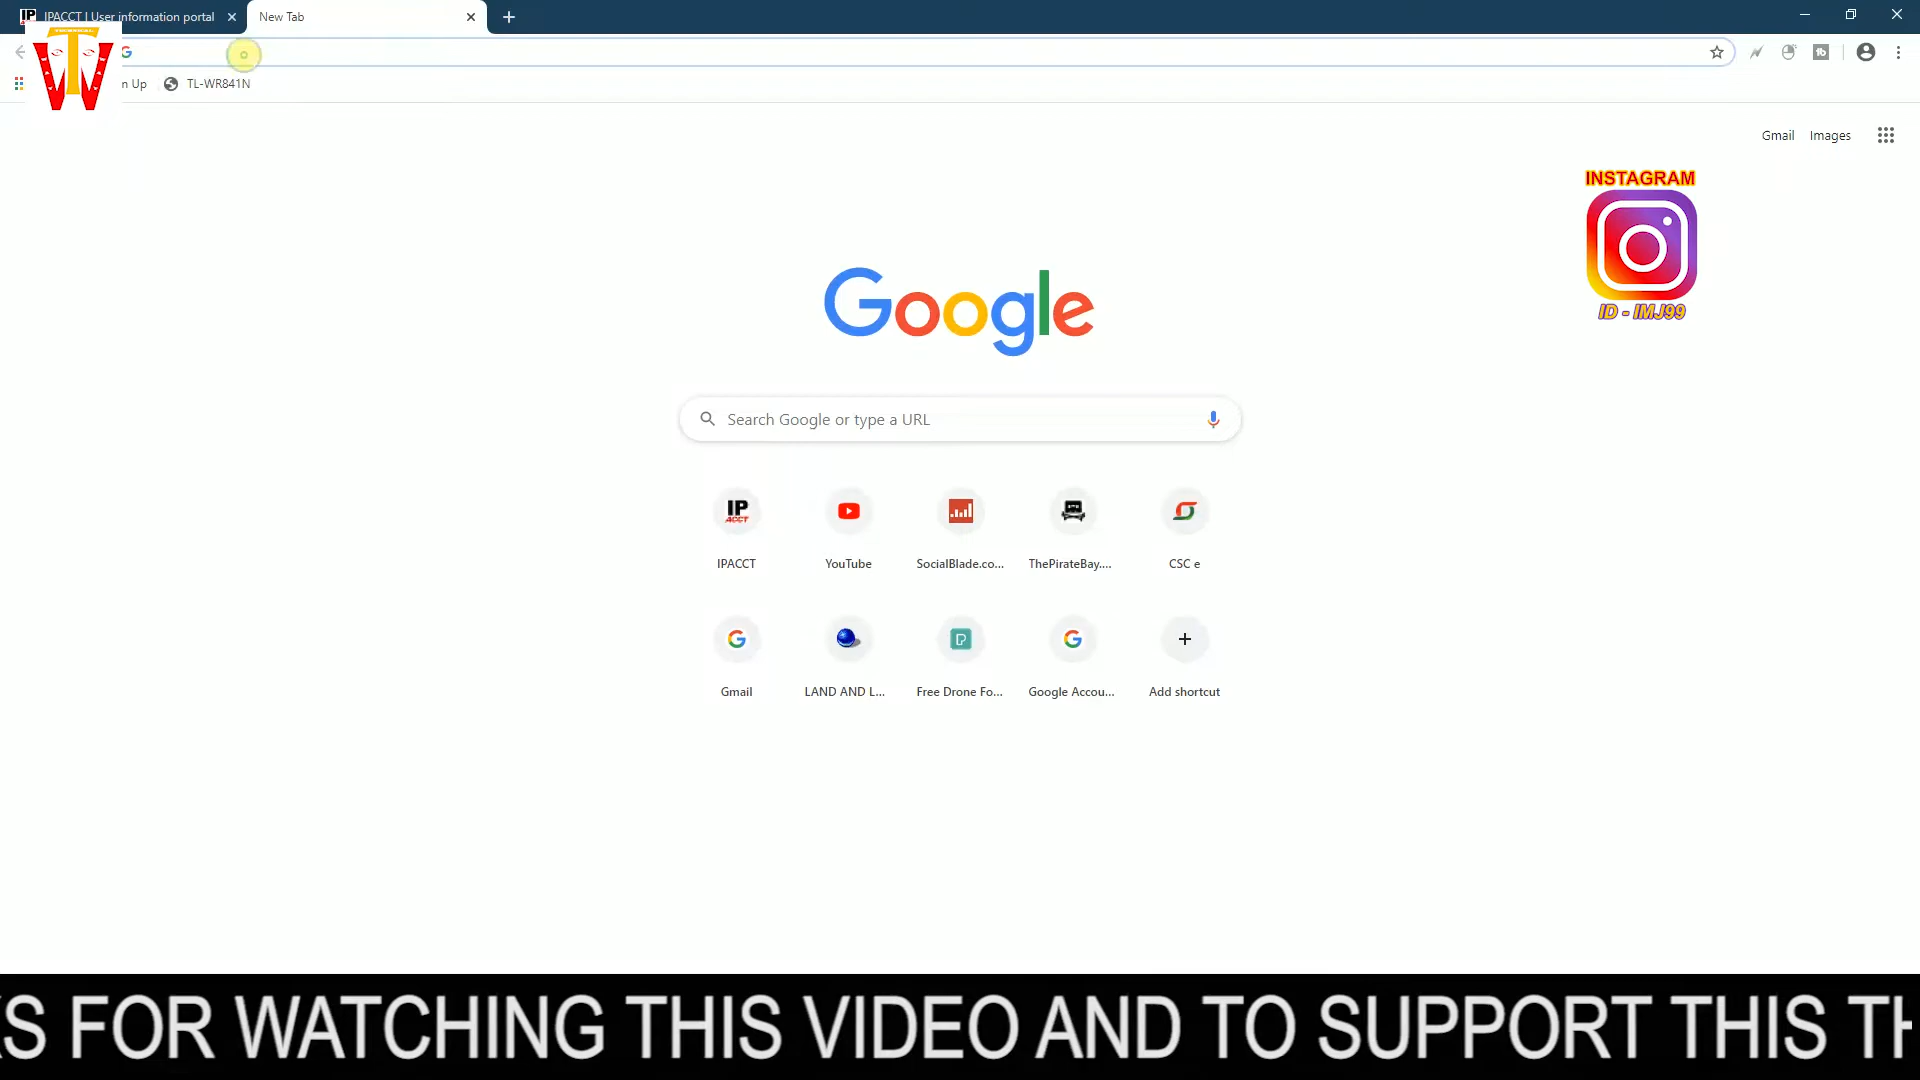 IPACCT | User information portal
New Tab
n Up
TL-WR841N
Gmail
Images
INSTAGRAM
ID - IMJ99
Google
Search Google or type a URL
IP
ACCT
IPACCT
YouTube
SocialBlade.co...
ThePirateBay....
CSC e
Gmail
LAND AND L...
Free Drone Fo...
Google Accou...
Add shortcut
S FOR WATCHING THIS VIDEO AND TO SUPPORT THIS TH